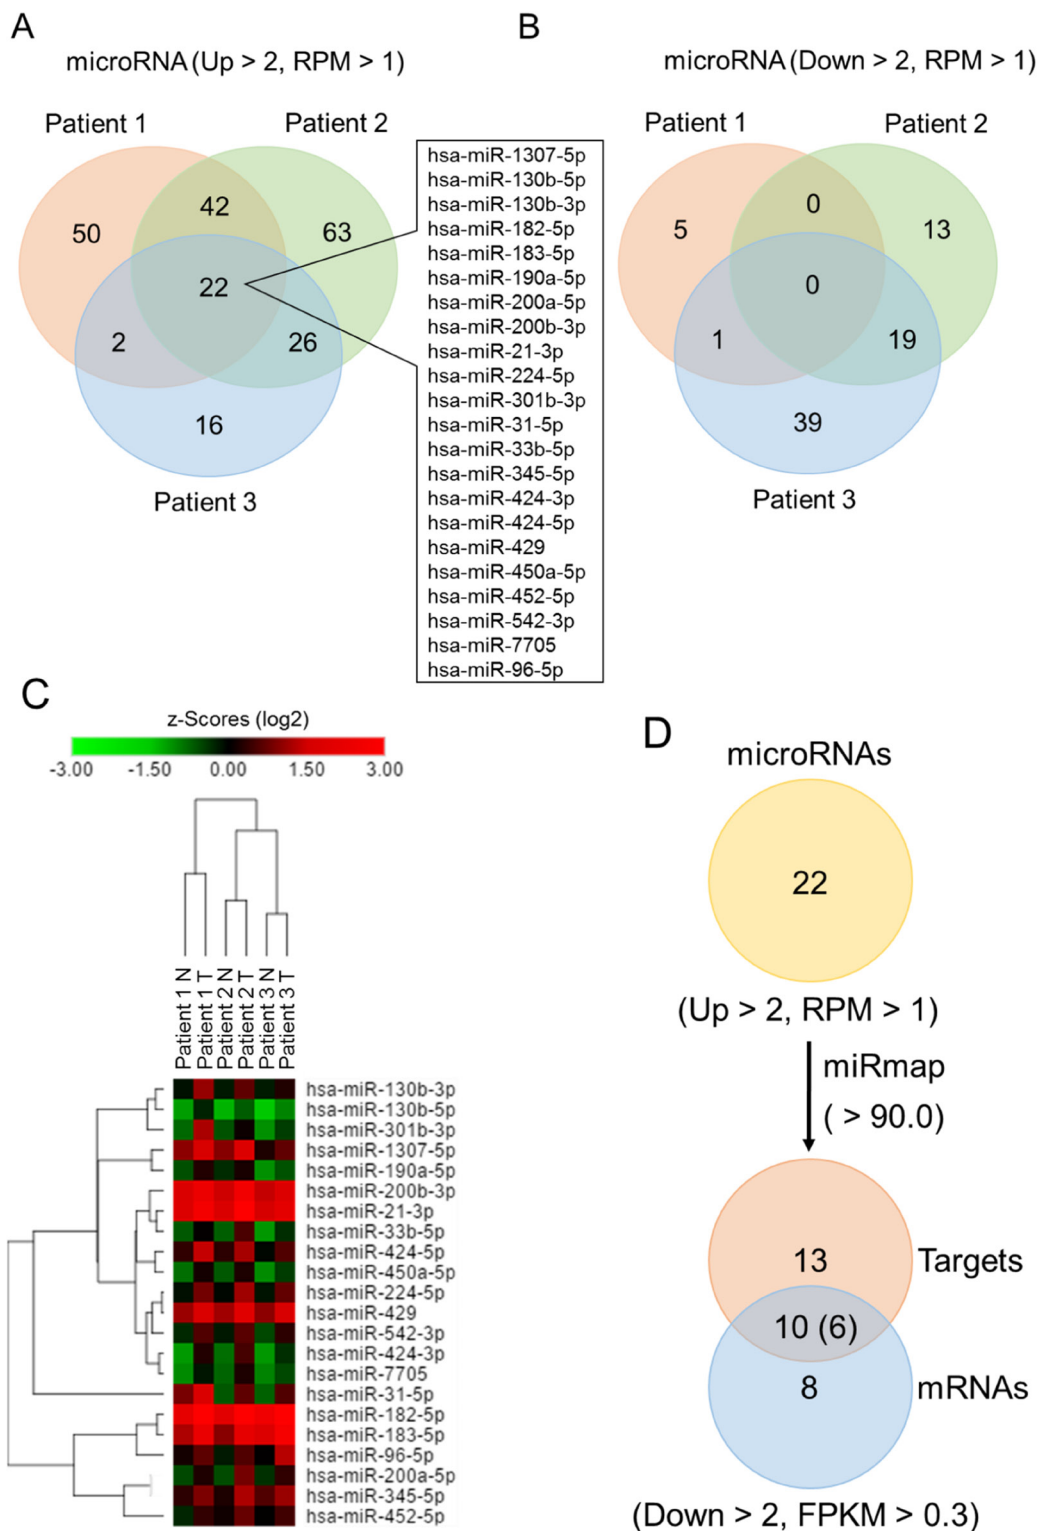 A
microRNA (Up > 2, RPM > 1)
Patient 1
Patient 2
50
42
63
22
2
26
16
Patient 3
hsa-miR-1307-5p
hsa-miR-130b-5p
hsa-miR-130b-3p
hsa-miR-182-5p
hsa-miR-183-5p
hsa-miR-190a-5p
hsa-miR-200a-5p
hsa-miR-200b-3p
hsa-miR-21-3p
hsa-miR-224-5p
hsa-miR-301b-3p
hsa-miR-31-5p
hsa-miR-33b-5p
hsa-miR-345-5p
hsa-miR-424-3p
hsa-miR-424-5p
hsa-miR-429
hsa-miR-450a-5p
hsa-miR-452-5p
hsa-miR-542-3p
hsa-miR-7705
hsa-miR-96-5p
B
microRNA (Down > 2, RPM > 1)
Patient 1
Patient 2
5
0
13
0
1
19
39
Patient 3
C
z-Scores (log2)
-3.00 -1.50 0.00 1.50 3.00
Patient 1 N
Patient 1 T
Patient 2 N
Patient 2 T
Patient 3 N
Patient 3 T
hsa-miR-130b-3p
hsa-miR-130b-5p
hsa-miR-301b-3p
hsa-miR-1307-5p
hsa-miR-190a-5p
hsa-miR-200b-3p
hsa-miR-21-3p
hsa-miR-33b-5p
hsa-miR-424-5p
hsa-miR-450a-5p
hsa-miR-224-5p
hsa-miR-429
hsa-miR-542-3p
hsa-miR-424-3p
hsa-miR-7705
hsa-miR-31-5p
hsa-miR-182-5p
hsa-miR-183-5p
hsa-miR-96-5p
hsa-miR-200a-5p
hsa-miR-345-5p
hsa-miR-452-5p
D
microRNAs
22
(Up > 2, RPM > 1)
miRmap
( > 90.0)
13
Targets
10 (6)
8
mRNAs
(Down > 2, FPKM > 0.3)